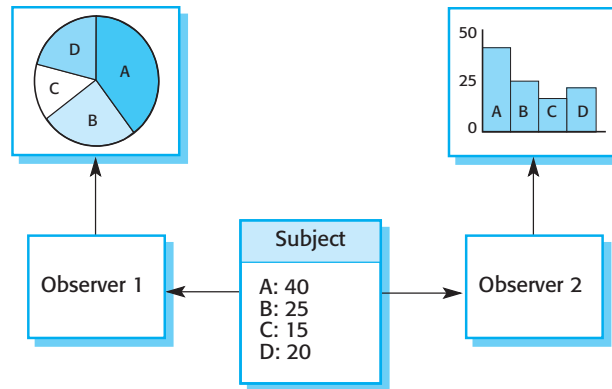 D
A
C
B
50
25
0
A B C D
Observer 1
Subject
A: 40
B: 25
C: 15
D: 20
Observer 2